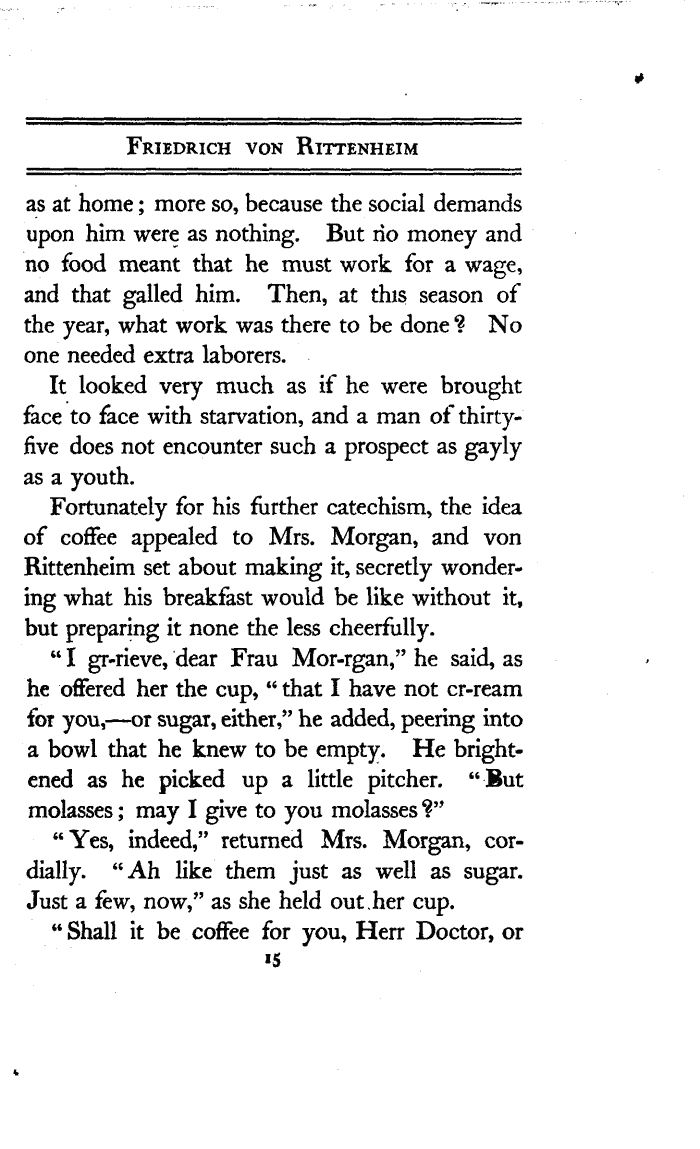 Friedrich von Rittenheim
as at home; more so, because the social demands
upon him were as nothing. But no money and
no food meant that he must work for a wage,
and that galled him. Then, at this season of
the year, what work was there to be done? No
one needed extra laborers.
It looked very much as if he were brought
face to face with starvation, and a man of thirty-
five does not encounter such a prospect as gayly
as a youth.
Fortunately for his further catechism, the idea
of coffee appealed to Mrs. Morgan, and von
Rittenheim set about making it, secretly wonder-
ing what his breakfast would be like without it,
but preparing it none the less cheerfully.
“I gr-rieve, dear Frau Mor-rgan,” he said, as
he offered her the cup, “that I have not cr-ream
for you,—or sugar, either,” he added, peering into
a bowl that he knew to be empty. He bright-
ened as he picked up a little pitcher. “But
molasses; may I give to you molasses?”
“Yes, indeed,” returned Mrs. Morgan, cor-
dially. “Ah like them just as well as sugar.
Just a few, now,” as she held out her cup.
“Shall it be coffee for you, Herr Doctor, or
15